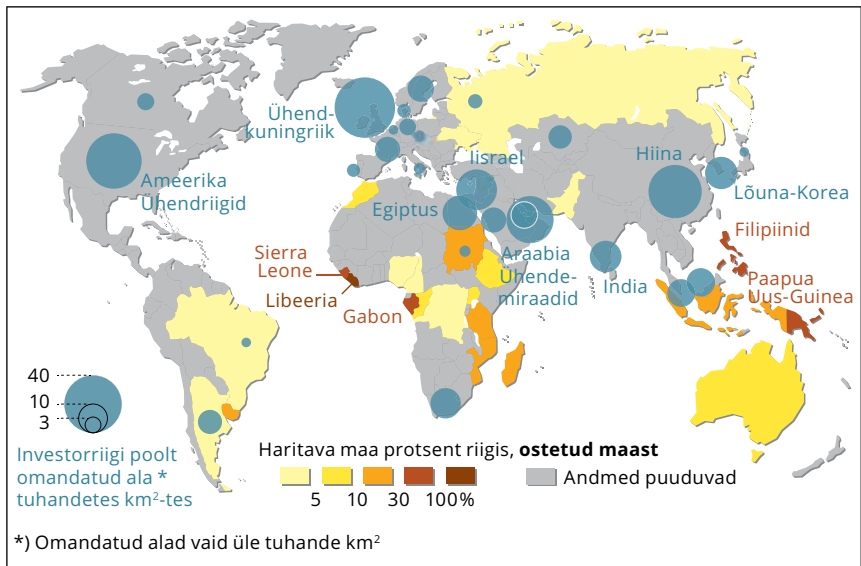 Ühend-
kuningriik
Ameerika
Ühendriigid
Iisrael
Hiina
Lõuna-Korea
Egiptus
Araabia
Ühende-
miraadid
India
Filipiinid
Paapua
Uus-Guinea
Sierra
Leone
Libeeria
Gabon
40
10
3
Investorriigi poolt
omandatud ala *
tuhandetes km²-tes
Haritava maa protsent riigis, ostetud maast
5 10 30 100%
Andmed puuduvad
*) Omandatud alad vaid üle tuhande km²